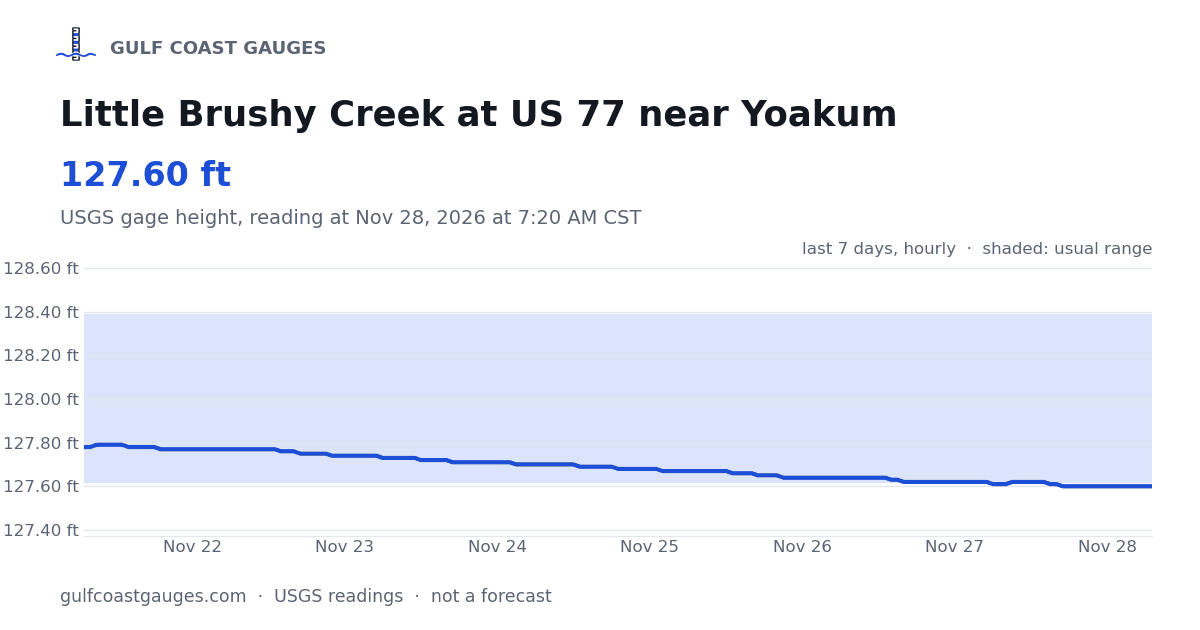 GULF COAST GAUGES
Little Brushy Creek at US 77 near Yoakum
127.60 ft
USGS gage height, reading at Nov 28, 2026 at 7:20 AM CST
last 7 days, hourly · shaded: usual range
128.60 ft
128.40 ft
128.20 ft
128.00 ft
127.80 ft
127.60 ft
127.40 ft
Nov 22 Nov 23 Nov 24 Nov 25 Nov 26 Nov 27 Nov 28
gulfcoastgauges.com · USGS readings · not a forecast